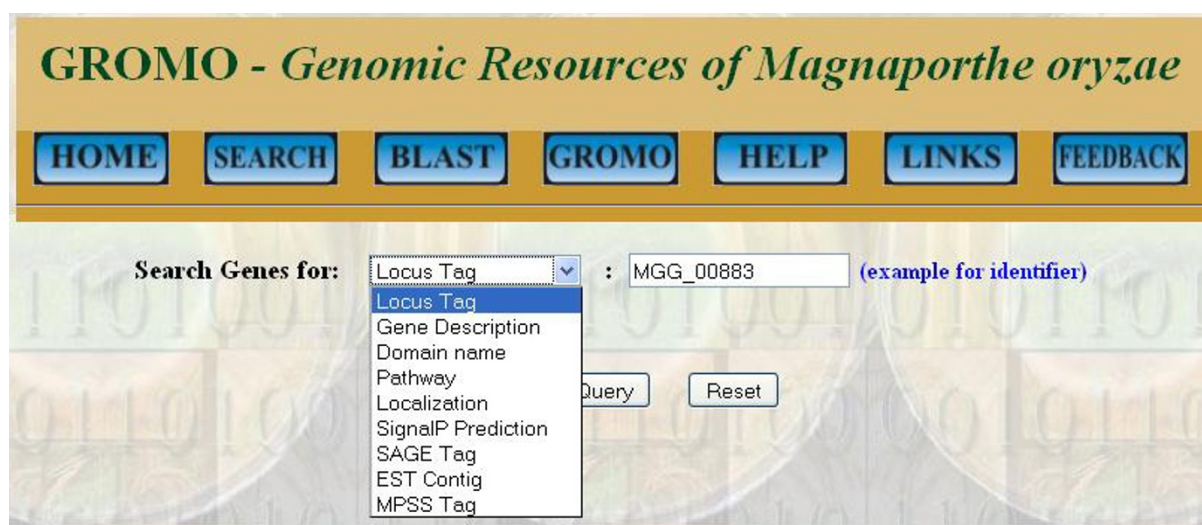 GROMO - Genomic Resources of Magnaporthe oryzae
HOME SEARCH BLAST GROMO HELP LINKS FEEDBACK
Search Genes for: Locus Tag : MGG_00883 (example for identifier)
Locus Tag
Gene Description
Domain name
Pathway
Localization
SignalP Prediction
SAGE Tag
EST Contig
MPSS Tag
Query Reset